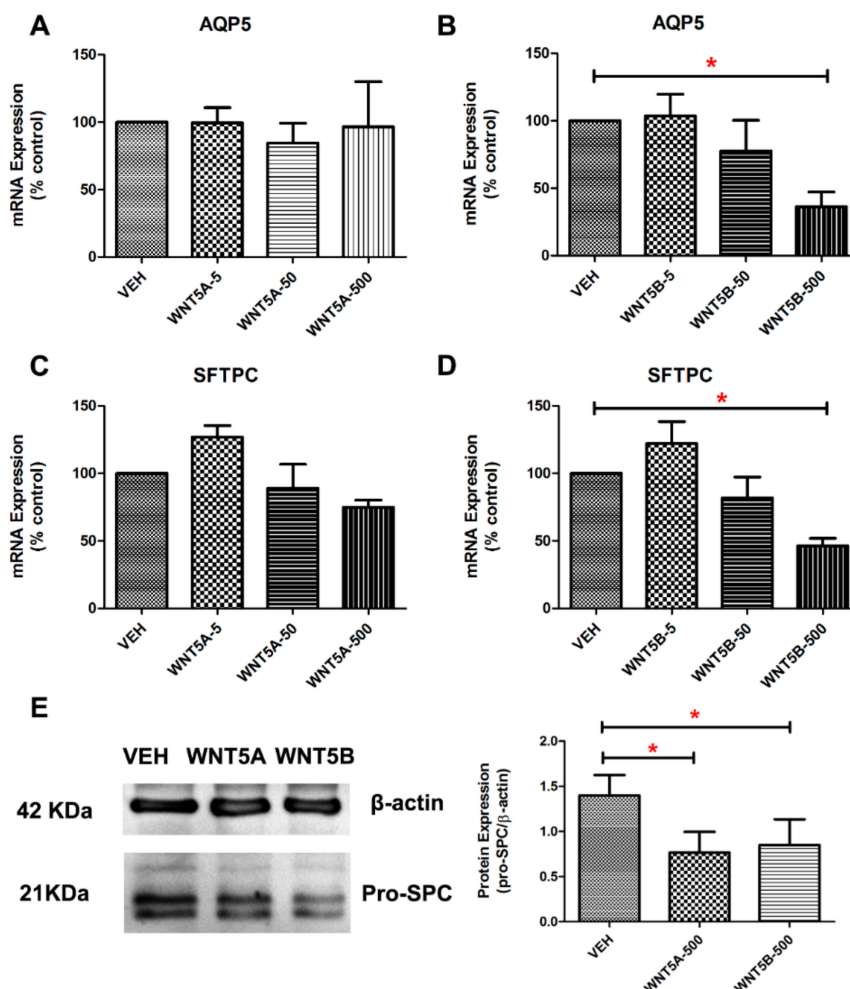 A
AQP5
mRNA Expression
(% control)
150
100
50
0
VEH
WNT5A-5
WNT5A-50
WNT5A-500
B
AQP5
*
mRNA Expression
(% control)
150
100
50
0
VEH
WNT5B-5
WNT5B-50
WNT5B-500
C
SFTPC
mRNA Expression
(% control)
150
100
50
0
VEH
WNT5A-5
WNT5A-50
WNT5A-500
D
SFTPC
*
mRNA Expression
(% control)
150
100
50
0
VEH
WNT5B-5
WNT5B-50
WNT5B-500
E
VEH WNT5A WNT5B
42 KDa
β-actin
21KDa
Pro-SPC
*
*
Protein Expression
(pro-SPC/β-actin)
2.0
1.5
1.0
0.5
0.0
VEH
WNT5A-500
WNT5B-500